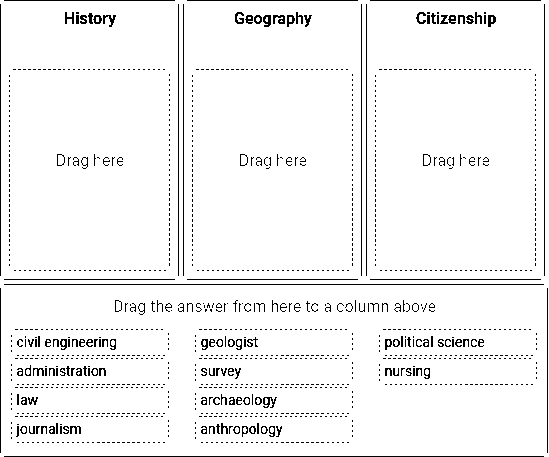 History
Geography
Citizenship
Drag here
Drag here
Drag here
Drag the answer from here to a column above
civil engineering
geologist
political science
administration
survey
nursing
law
archaeology
journalism
anthropology